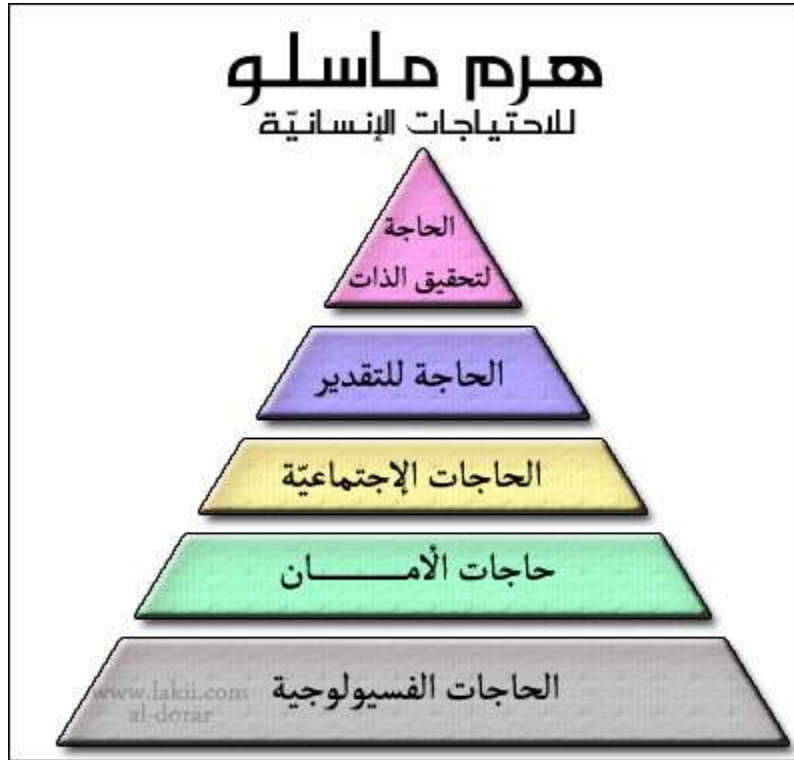 هرم ماسلو
للاحتياجات الإنسانيّة
الحاجة
لتحقيق الذات
الحاجة للتقدير
الحاجات الإجتماعيّة
حاجات الأمــــــان
الحاجات الفسيولوجية
www.lakii.com
al-dorar